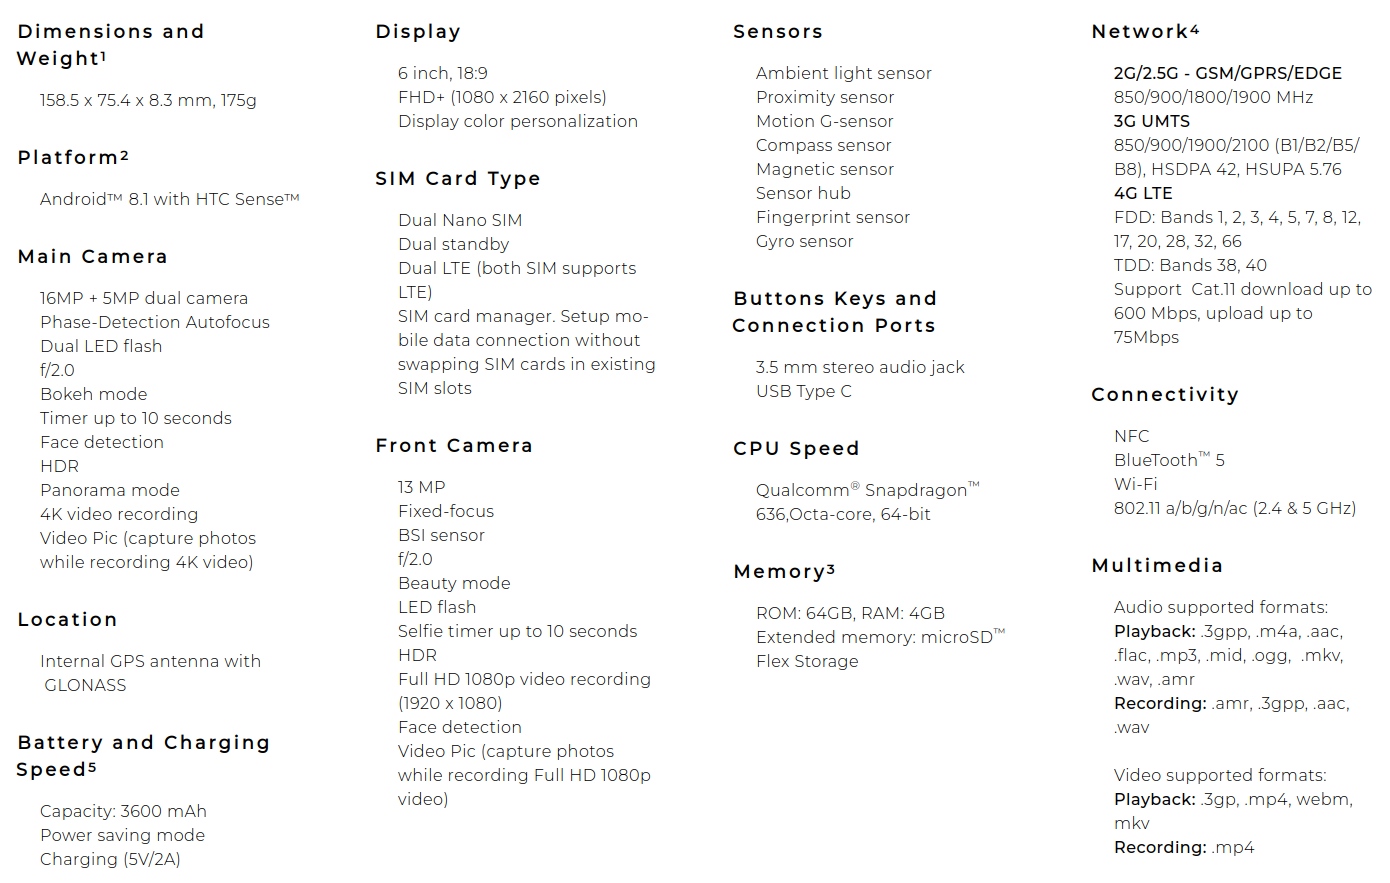 Dimensions and
Weight¹
158.5 x 75.4 x 8.3 mm, 175g
Platform²
Android™ 8.1 with HTC Sense™
Main Camera
16MP + 5MP dual camera
Phase-Detection Autofocus
Dual LED flash
f/2.0
Bokeh mode
Timer up to 10 seconds
Face detection
HDR
Panorama mode
4K video recording
Video Pic (capture photos
while recording 4K video)
Location
Internal GPS antenna with
GLONASS
Battery and Charging
Speed⁵
Capacity: 3600 mAh
Power saving mode
Charging (5V/2A)
Display
6 inch, 18:9
FHD+ (1080 x 2160 pixels)
Display color personalization
SIM Card Type
Dual Nano SIM
Dual standby
Dual LTE (both SIM supports
LTE)
SIM card manager. Setup mo-
bile data connection without
swapping SIM cards in existing
SIM slots
Front Camera
13 MP
Fixed-focus
BSI sensor
f/2.0
Beauty mode
LED flash
Selfie timer up to 10 seconds
HDR
Full HD 1080p video recording
(1920 x 1080)
Face detection
Video Pic (capture photos
while recording Full HD 1080p
video)
Sensors
Ambient light sensor
Proximity sensor
Motion G-sensor
Compass sensor
Magnetic sensor
Sensor hub
Fingerprint sensor
Gyro sensor
Buttons Keys and
Connection Ports
3.5 mm stereo audio jack
USB Type C
CPU Speed
Qualcomm® Snapdragon™
636,Octa-core, 64-bit
Memory³
ROM: 64GB, RAM: 4GB
Extended memory: microSD™
Flex Storage
Network⁴
2G/2.5G - GSM/GPRS/EDGE
850/900/1800/1900 MHz
3G UMTS
850/900/1900/2100 (B1/B2/B5/
B8), HSDPA 42, HSUPA 5.76
4G LTE
FDD: Bands 1, 2, 3, 4, 5, 7, 8, 12,
17, 20, 28, 32, 66
TDD: Bands 38, 40
Support  Cat.11 download up to
600 Mbps, upload up to
75Mbps
Connectivity
NFC
BlueTooth™ 5
Wi-Fi
802.11 a/b/g/n/ac (2.4 & 5 GHz)
Multimedia
Audio supported formats:
Playback: .3gpp, .m4a, .aac,
.flac, .mp3, .mid, .ogg,  .mkv,
.wav, .amr
Recording: .amr, .3gpp, .aac,
.wav
Video supported formats:
Playback: .3gp, .mp4, webm,
mkv
Recording: .mp4